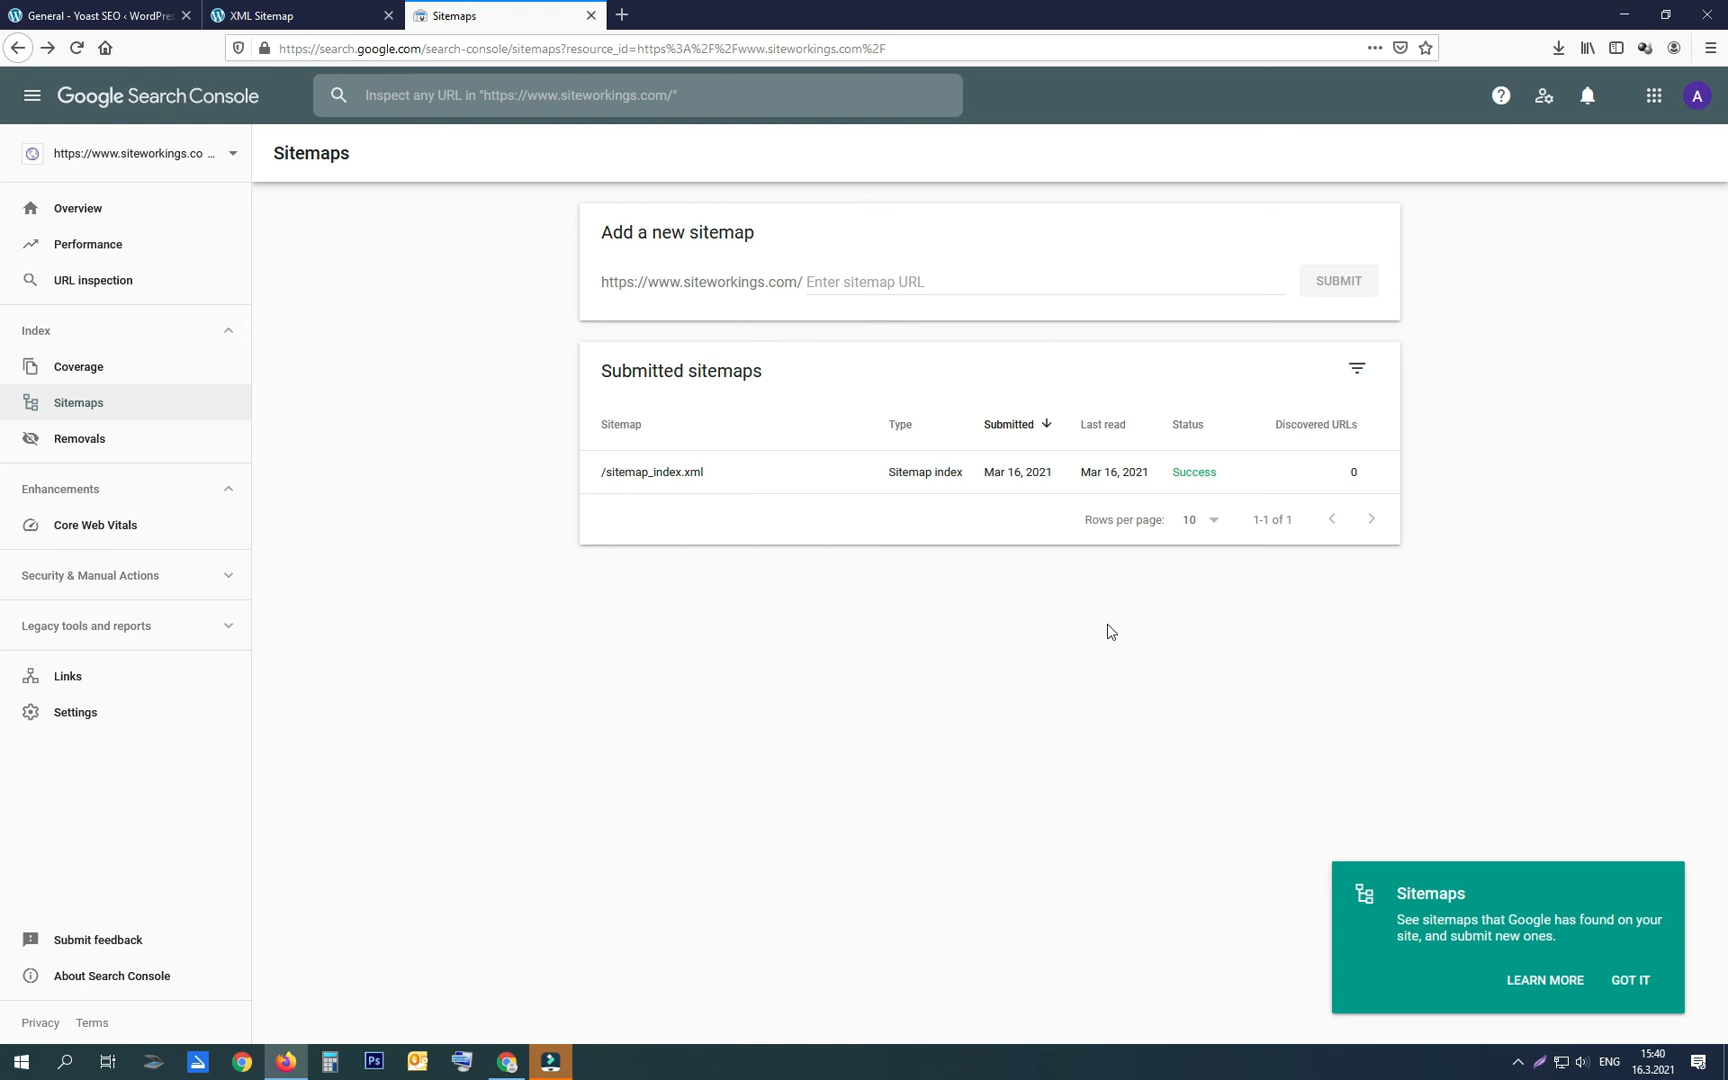 General - Yoast SEO ‹ WordPres
XML Sitemap
Sitemaps
https://search.google.com/search-console/sitemaps?resource_id=https%3A%2F%2Fwww.siteworkings.com%2F
Google Search Console
Inspect any URL in "https://www.siteworkings.com/"
A
https://www.siteworkings.co ...
Sitemaps
Overview
Performance
URL inspection
Index
Coverage
Sitemaps
Removals
Enhancements
Core Web Vitals
Security & Manual Actions
Legacy tools and reports
Links
Settings
Submit feedback
About Search Console
Privacy Terms
Add a new sitemap
https://www.siteworkings.com/ Enter sitemap URL
SUBMIT
Submitted sitemaps
Sitemap Type Submitted Last read Status Discovered URLs
/sitemap_index.xml Sitemap index Mar 16, 2021 Mar 16, 2021 Success 0
Rows per page: 10 1-1 of 1
Sitemaps
See sitemaps that Google has found on your
site, and submit new ones.
LEARN MORE GOT IT
Ps
ENG
15:40
16.3.2021